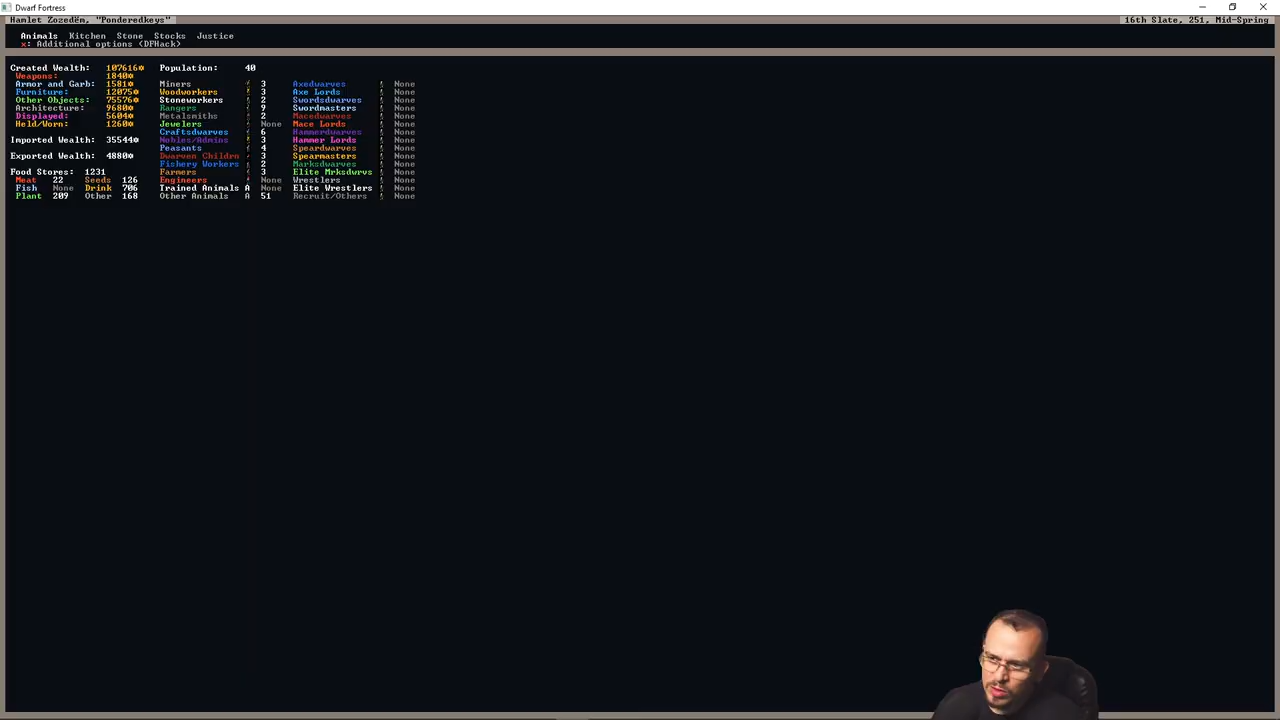 Dwarf Fortress
Hamlet Zozedëm, "Ponderedkeys" 16th Slate, 251, Mid-Spring
Animals Kitchen Stone Stocks Justice
x: Additional options (DFHack)
Created Wealth: 107616☼ Population: 40
Weapons: 1840☼
Armor and Garb: 1581☼ Miners 3 Axedwarves None
Furniture: 12075☼ Woodworkers 3 Axe Lords None
Other Objects: 75576☼ Stoneworkers 2 Swordsdwarves None
Architecture: 9680☼ Rangers 9 Swordmasters None
Displayed: 5604☼ Metalsmiths 2 Macedwarves None
Held/Worn: 1260☼ Jewelers None Mace Lords None
Craftsdwarves 6 Hammerdwarves None
Imported Wealth: 35544☼ Nobles/Admins 3 Hammer Lords None
Peasants 4 Speardwarves None
Exported Wealth: 4880☼ Dwarven Childrn 3 Spearmasters None
Fishery Workers 2 Marksdwarves None
Food Stores: 1231 Farmers 3 Elite Mrksdwrvs None
Meat 22 Seeds 126 Engineers None Wrestlers None
Fish None Drink 706 Trained Animals None Elite Wrestlers None
Plant 209 Other 168 Other Animals 51 Recruit/Others None